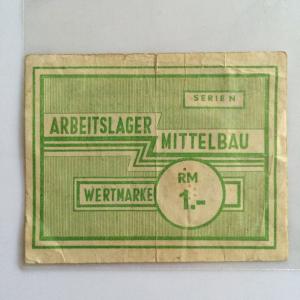 SERIE N
ARBEITSLAGER
MITTELBAU
WERTMARKE
RM
1.-